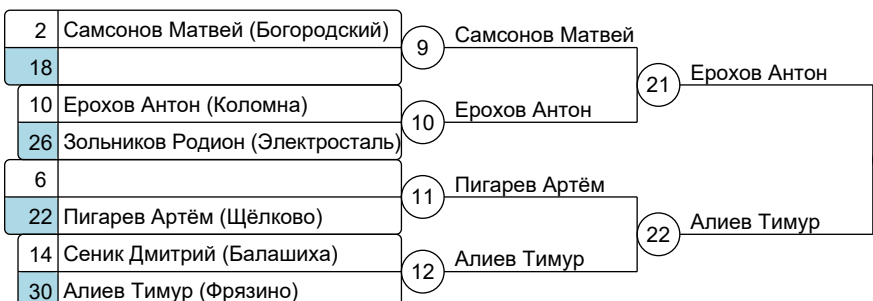 2 Самсонов Матвей (Богородский)
18
10 Ерохов Антон (Коломна)
26 Зольников Родион (Электросталь)
6
22 Пигарев Артём (Щёлково)
14 Сеник Дмитрий (Балашиха)
30 Алиев Тимур (Фрязино)
9 Самсонов Матвей
10 Ерохов Антон
11 Пигарев Артём
12 Алиев Тимур
21 Ерохов Антон
22 Алиев Тимур